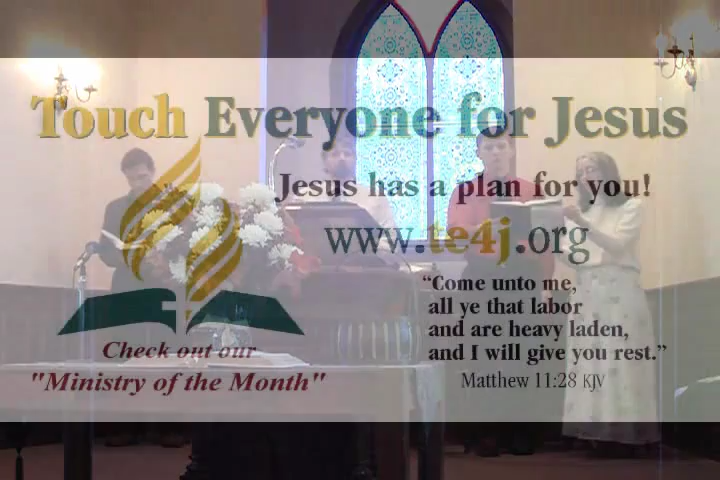 Touch Everyone for Jesus
Jesus has a plan for you!
www.te4j.org
“Come unto me,
all ye that labor
and are heavy laden,
and I will give you rest.”
Matthew 11:28 KJV
Check out our
"Ministry of the Month"